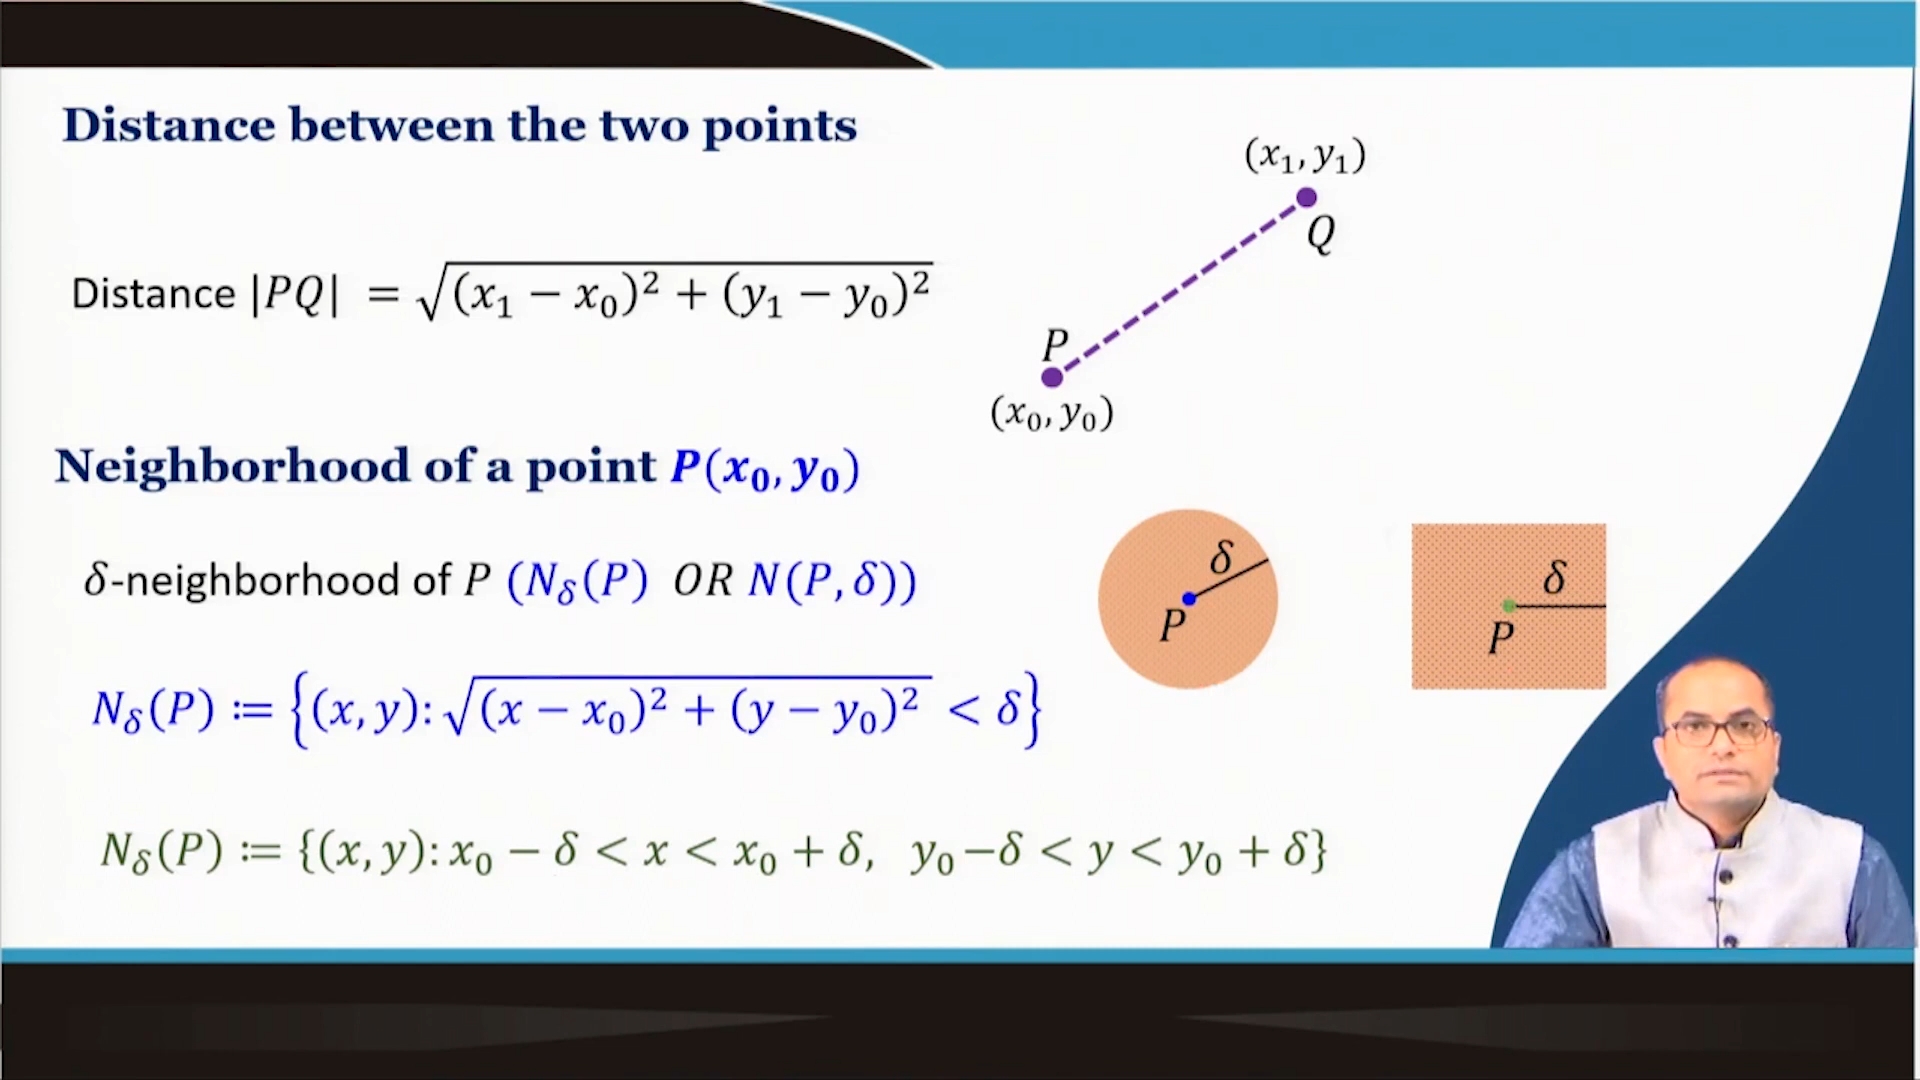 Distance between the two points
(x₁, y₁)
Q
Distance |PQ| = √(x₁ − x₀)² + (y₁ − y₀)²
P
(x₀, y₀)
Neighborhood of a point P(x₀, y₀)
δ-neighborhood of P (N_δ(P) OR N(P, δ))
δ
P
δ
P
N_δ(P) ≔ {(x, y): √(x − x₀)² + (y − y₀)² < δ}
N_δ(P) ≔ {(x, y): x₀ − δ < x < x₀ + δ, y₀−δ < y < y₀ + δ}